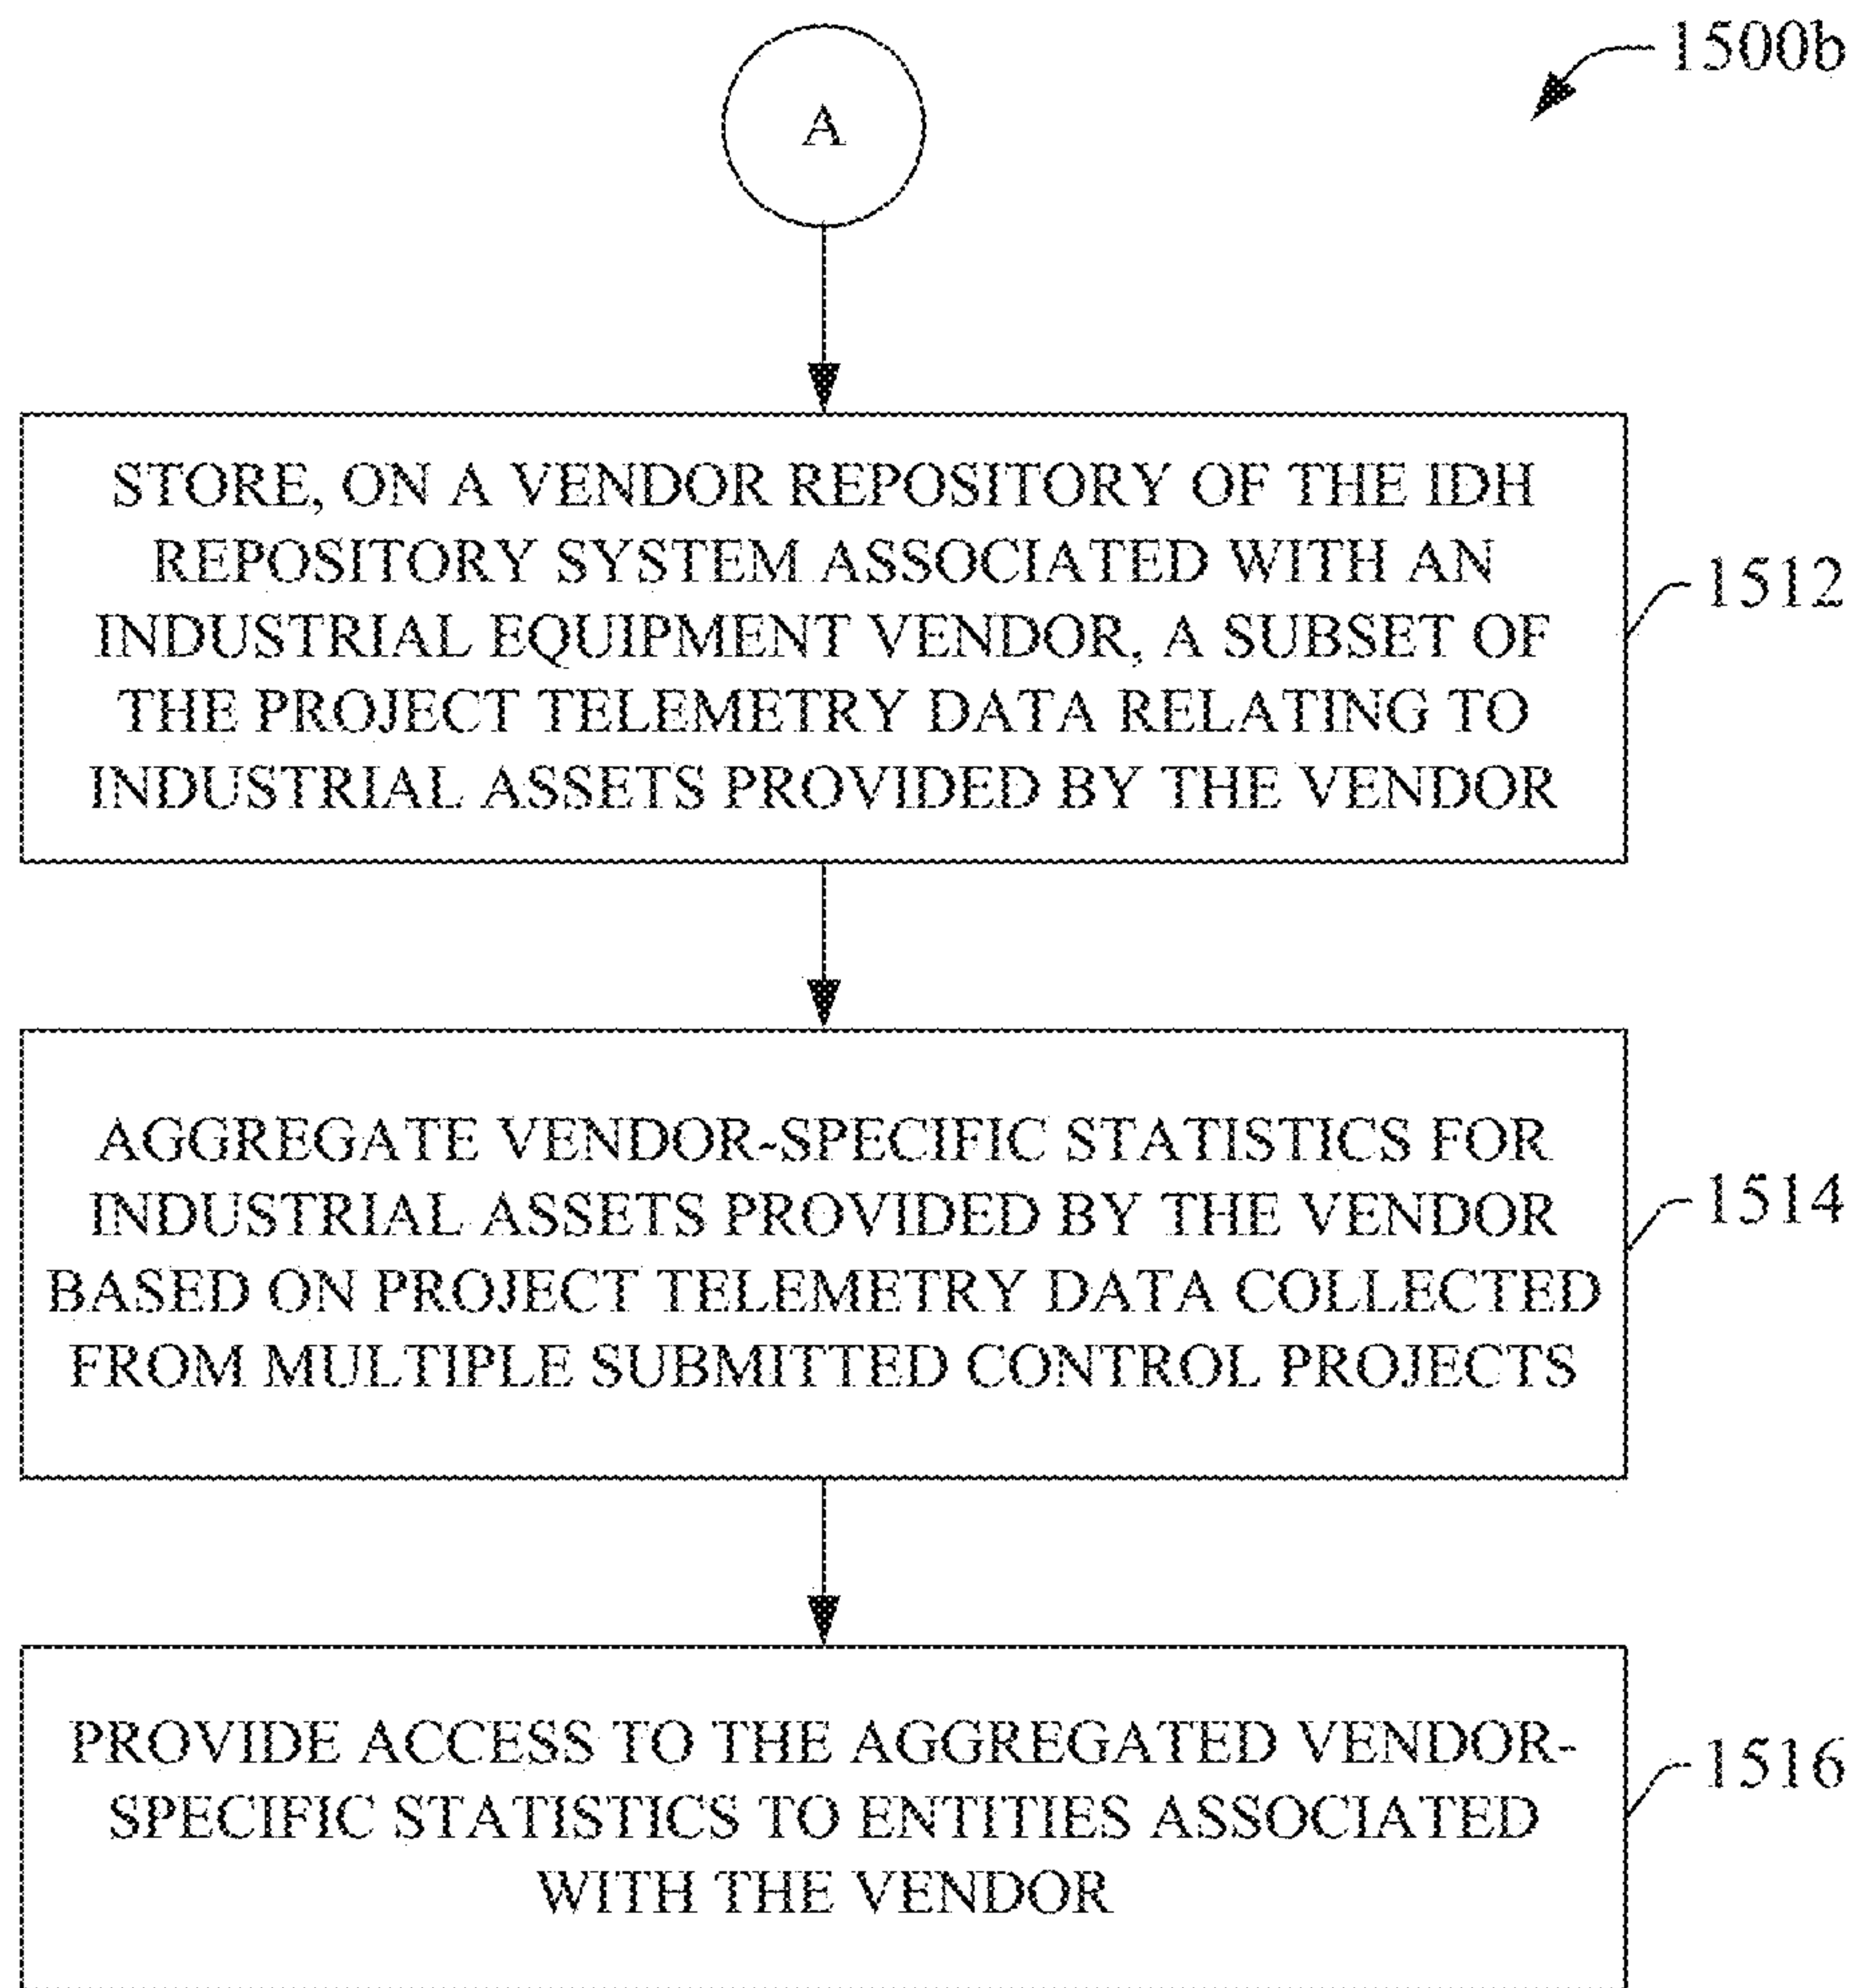 1500b
A
STORE, ON A VENDOR REPOSITORY OF THE IDH
REPOSITORY SYSTEM ASSOCIATED WITH AN
INDUSTRIAL EQUIPMENT VENDOR, A SUBSET OF
THE PROJECT TELEMETRY DATA RELATING TO
INDUSTRIAL ASSETS PROVIDED BY THE VENDOR
1512
AGGREGATE VENDOR-SPECIFIC STATISTICS FOR
INDUSTRIAL ASSETS PROVIDED BY THE VENDOR
BASED ON PROJECT TELEMETRY DATA COLLECTED
FROM MULTIPLE SUBMITTED CONTROL PROJECTS
1514
PROVIDE ACCESS TO THE AGGREGATED VENDOR-
SPECIFIC STATISTICS TO ENTITIES ASSOCIATED
WITH THE VENDOR
1516